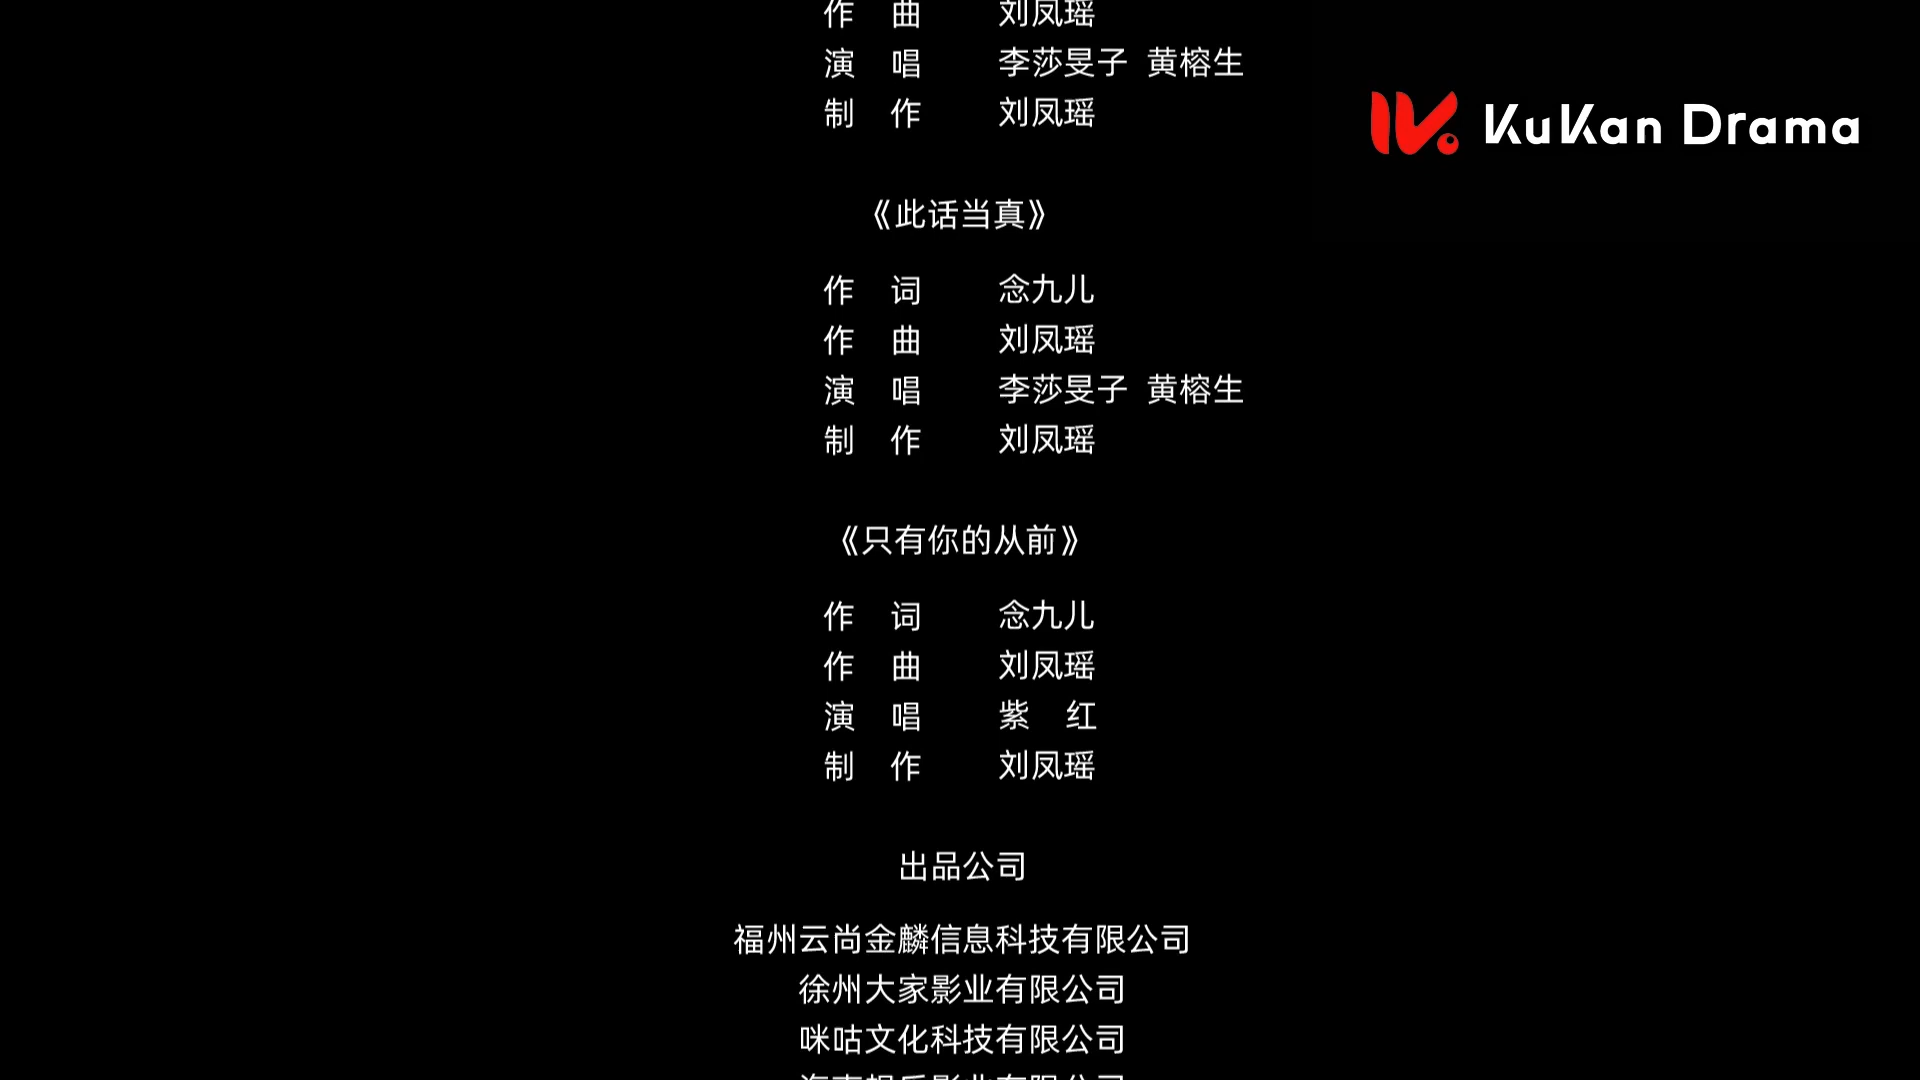 作 曲 刘凤瑶
演 唱 李莎旻子 黄榕生
制 作 刘凤瑶
KuKan Drama
《此话当真》
作 词 念九儿
作 曲 刘凤瑶
演 唱 李莎旻子 黄榕生
制 作 刘凤瑶
《只有你的从前》
作 词 念九儿
作 曲 刘凤瑶
演 唱 紫 红
制 作 刘凤瑶
出品公司
福州云尚金麟信息科技有限公司
徐州大家影业有限公司
咪咕文化科技有限公司